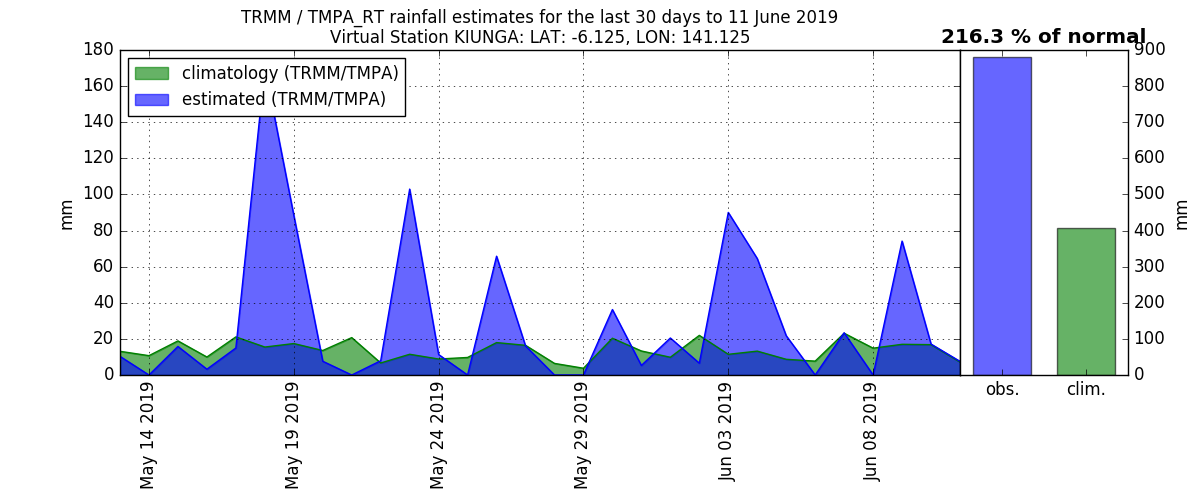 TRMM / TMPA_RT rainfall estimates for the last 30 days to 11 June 2019
Virtual Station KIUNGA: LAT: -6.125, LON: 141.125
216.3 % of normal
climatology (TRMM/TMPA)
estimated (TRMM/TMPA)
mm
180
160
140
120
100
80
60
40
20
0
May 14 2019
May 19 2019
May 24 2019
May 29 2019
Jun 03 2019
Jun 08 2019
900
800
700
600
500
400
300
200
100
0
mm
obs.
clim.